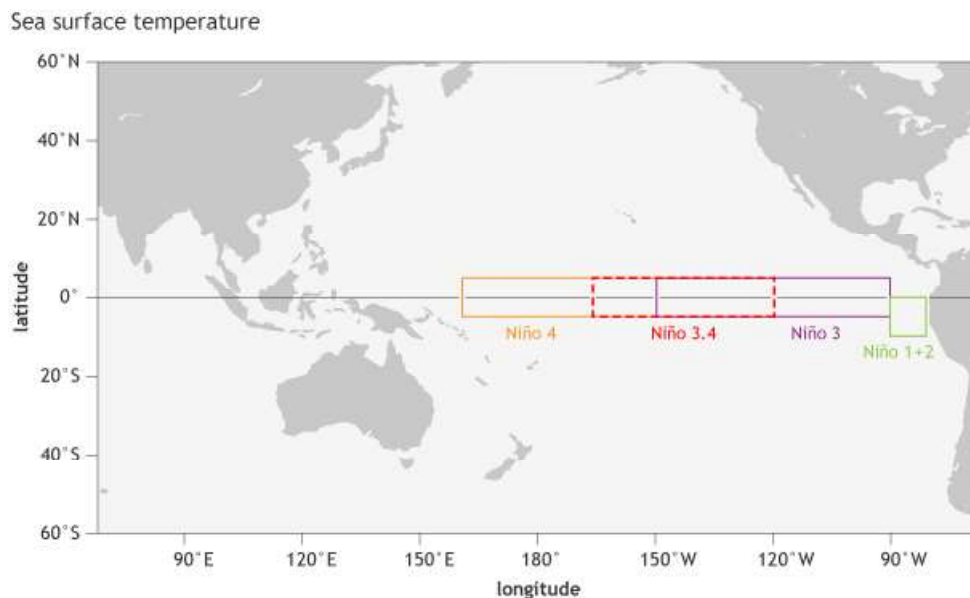 Sea surface temperature
60°N
40°N
20°N
0°
20°S
40°S
60°S
latitude
Niño 4
Niño 3.4
Niño 3
Niño 1+2
90°E
120°E
150°E
180°
150°W
120°W
90°W
longitude